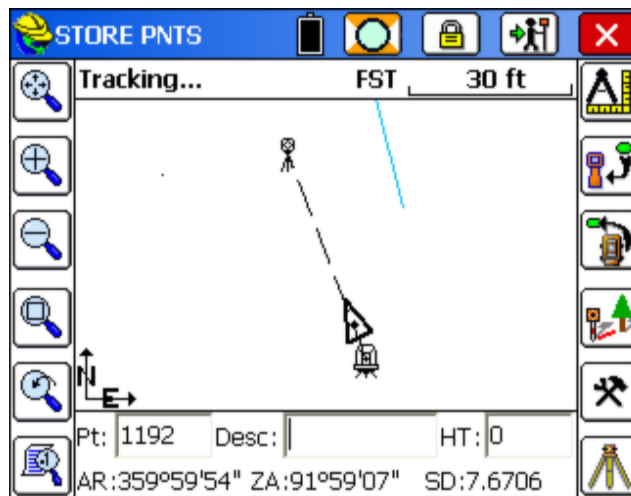 STORE PNTS
Tracking... FST 30 ft
N
E
Pt: 1192 Desc: HT: 0
AR:359°59'54" ZA:91°59'07" SD:7.6706